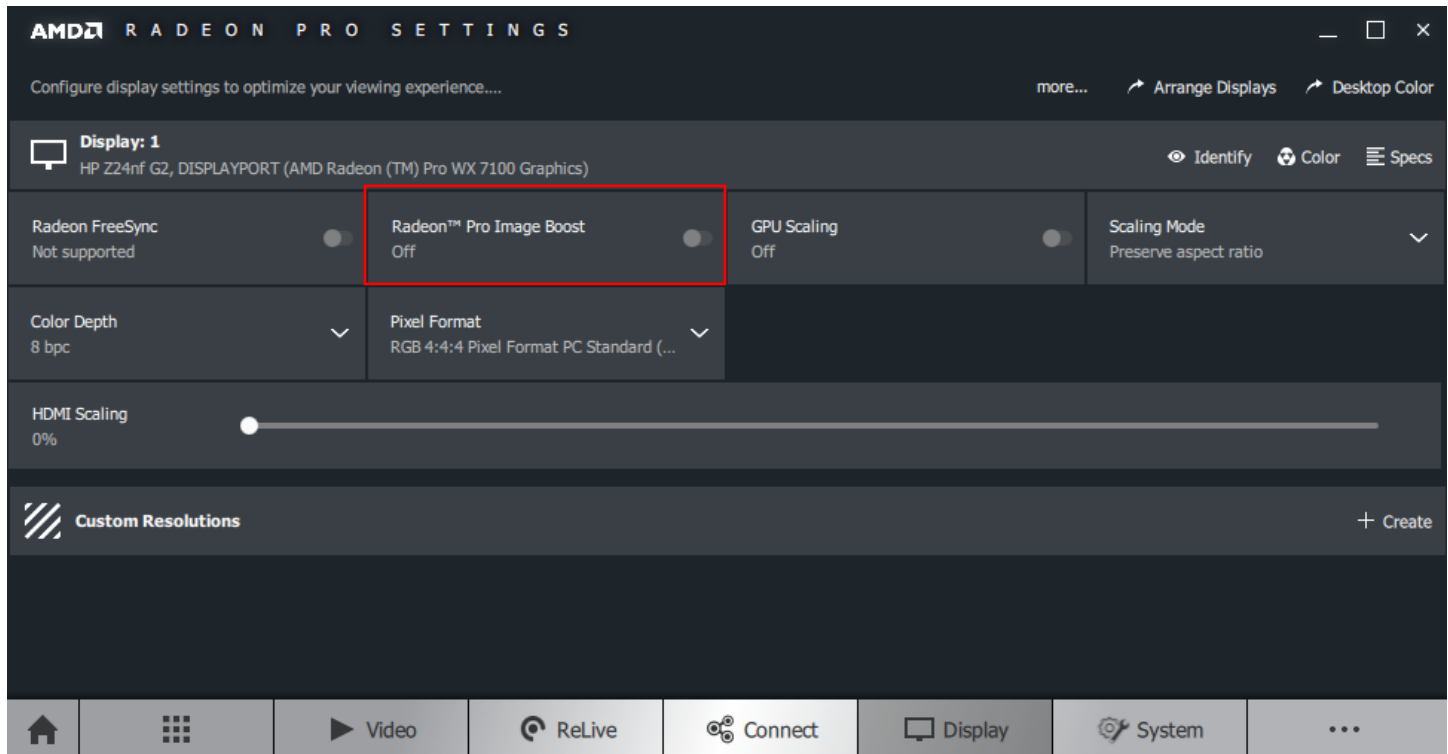 AMD RADEON PRO SETTINGS
Configure display settings to optimize your viewing experience.... more... Arrange Displays Desktop Color
Display: 1
HP Z24nf G2, DISPLAYPORT (AMD Radeon (TM) Pro WX 7100 Graphics) Identify Color Specs
Radeon FreeSync
Not supported
Radeon™ Pro Image Boost
Off
GPU Scaling
Off
Scaling Mode
Preserve aspect ratio
Color Depth
8 bpc
Pixel Format
RGB 4:4:4 Pixel Format PC Standard (...
HDMI Scaling
0%
Custom Resolutions + Create
Video ReLive Connect Display System ...